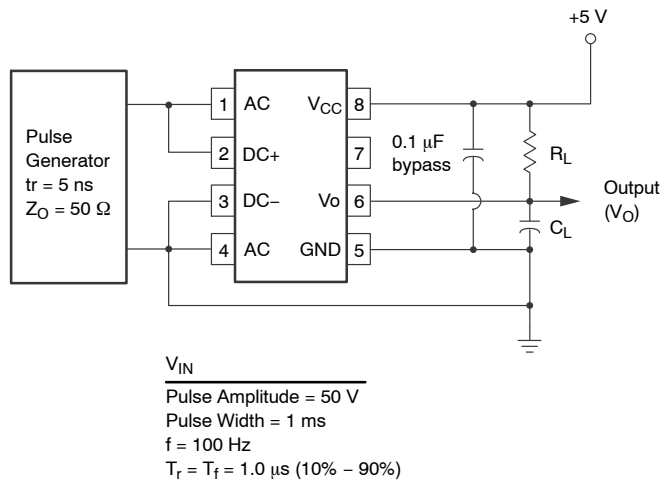 +5 V
Pulse
Generator
tr = 5 ns
ZO = 50 Ω
1 AC
2 DC+
3 DC−
4 AC
VCC 8
7
Vo 6
GND 5
0.1 μF
bypass
RL
CL
Output
(VO)
VIN
Pulse Amplitude = 50 V
Pulse Width = 1 ms
f = 100 Hz
Tr = Tf = 1.0 μs (10% − 90%)